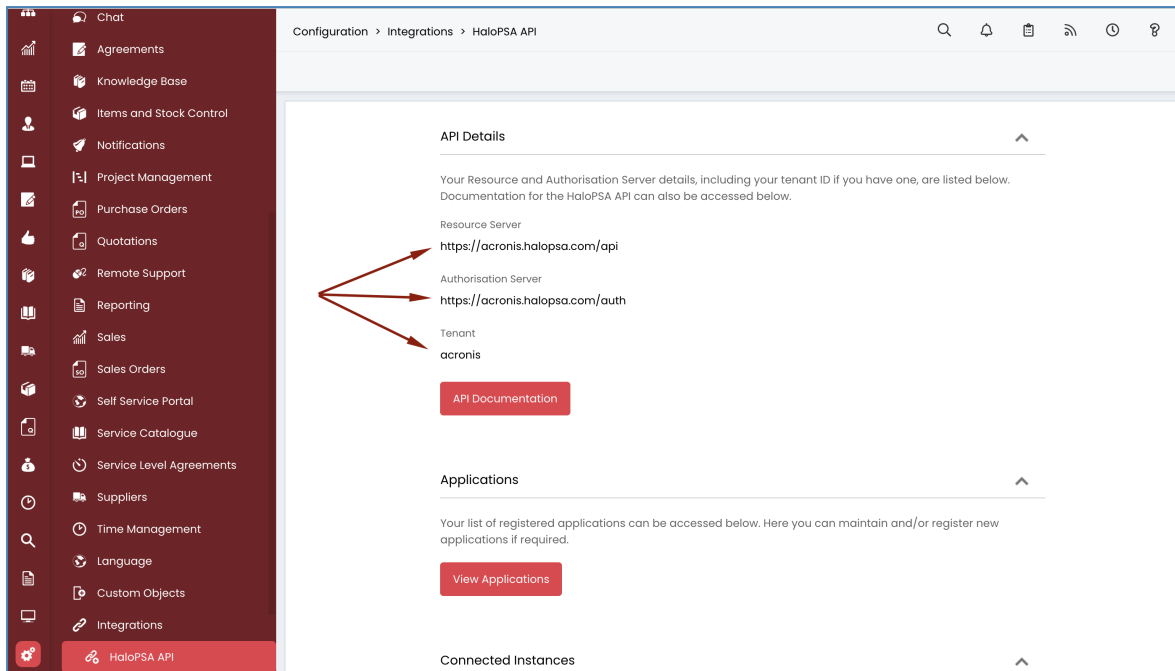 Chat
Agreements
Knowledge Base
Items and Stock Control
Notifications
Project Management
PO
Purchase Orders
Q
Quotations
Remote Support
Reporting
Sales
SO
Sales Orders
Self Service Portal
Service Catalogue
Service Level Agreements
Suppliers
Time Management
Language
Custom Objects
Integrations
HaloPSA API
Configuration > Integrations > HaloPSA API
API Details
Your Resource and Authorisation Server details, including your tenant ID if you have one, are listed below.
Documentation for the HaloPSA API can also be accessed below.
Resource Server
https://acronis.halopsa.com/api
Authorisation Server
https://acronis.halopsa.com/auth
Tenant
acronis
API Documentation
Applications
Your list of registered applications can be accessed below. Here you can maintain and/or register new
applications if required.
View Applications
Connected Instances